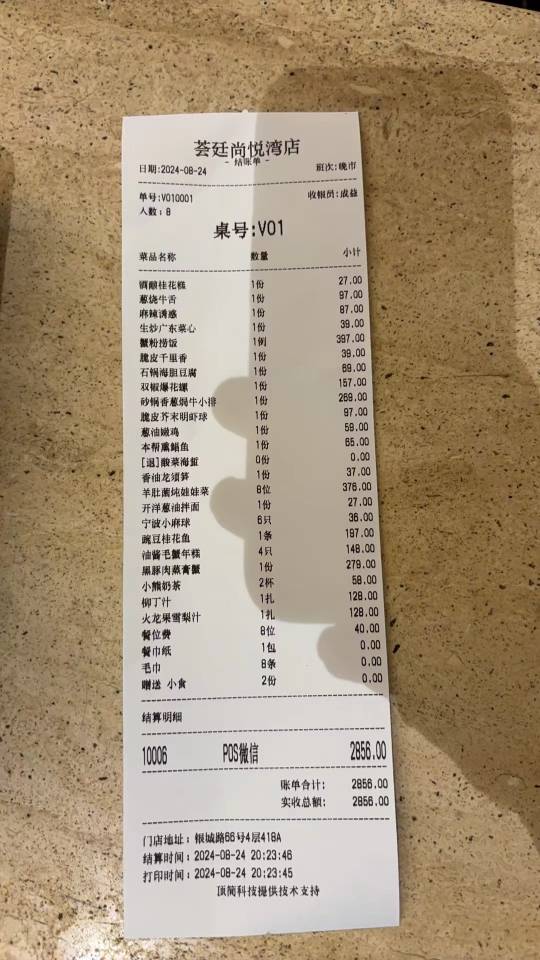 荟廷尚悦湾店
- 结账单 -
日期:2024-08-24 班次:晚市
单号:V010001 收银员:成益
人数:8
桌号:V01
菜品名称 数量 小计
酒酿桂花糕 1份 27.00
葱烧牛舌 1份 97.00
麻辣诱惑 1份 87.00
生炒广东菜心 1份 39.00
蟹粉捞饭 1例 397.00
脆皮千里香 1份 39.00
石锅海胆豆腐 1份 69.00
双椒爆花螺 1份 157.00
砂锅香葱焗牛小排 1份 269.00
脆皮芥末明虾球 1份 97.00
葱油嫩鸡 1份 59.00
本帮熏鲳鱼 1份 65.00
[退]酸菜海蜇 0份 0.00
香油龙须笋 1份 37.00
羊肚菌炖娃娃菜 8位 376.00
开洋葱油拌面 1份 27.00
宁波小麻球 6只 36.00
豌豆桂花鱼 1条 197.00
油酱毛蟹年糕 4只 148.00
黑豚肉蒸膏蟹 1份 279.00
小熊奶茶 2杯 58.00
柳丁汁 1扎 128.00
火龙果雪梨汁 1扎 128.00
餐位费 8位 40.00
餐巾纸 1包 0.00
毛巾 8条 0.00
赠送 小食 2份 0.00
结算明细
10006 POS微信 2856.00
账单合计: 2856.00
实收总额: 2856.00
门店地址: 银城路66号4层418A
结算时间: 2024-08-24 20:23:46
打印时间: 2024-08-24 20:23:45
顶简科技提供技术支持